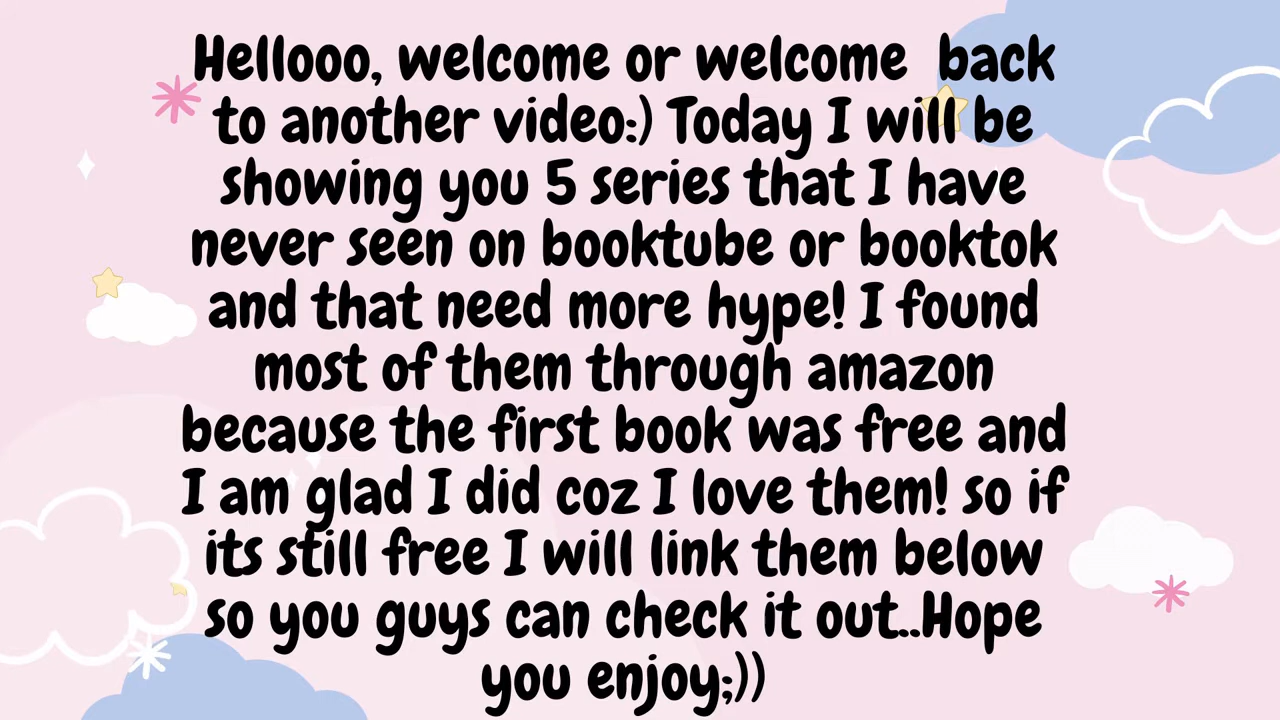 Hellooo, welcome or welcome back
to another video:) Today I will be
showing you 5 series that I have
never seen on booktube or booktok
and that need more hype! I found
most of them through amazon
because the first book was free and
I am glad I did coz I love them! so if
its still free I will link them below
so you guys can check it out..Hope
you enjoy;))